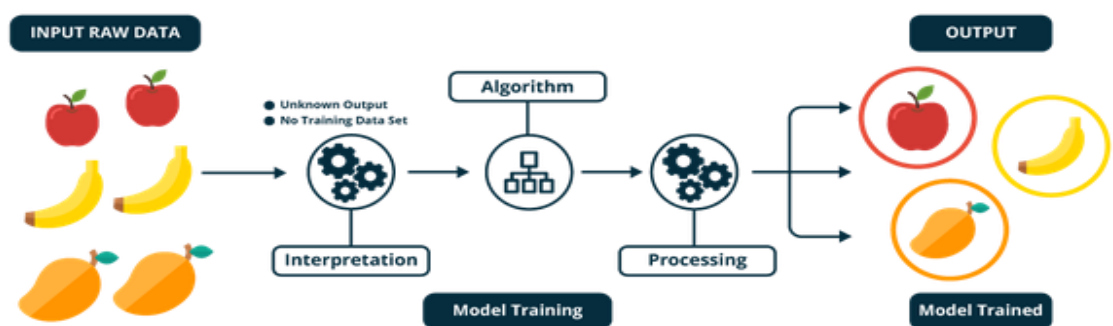 INPUT RAW DATA
OUTPUT
Algorithm
● Unknown Output
● No Training Data Set
Interpretation
Processing
Model Training
Model Trained